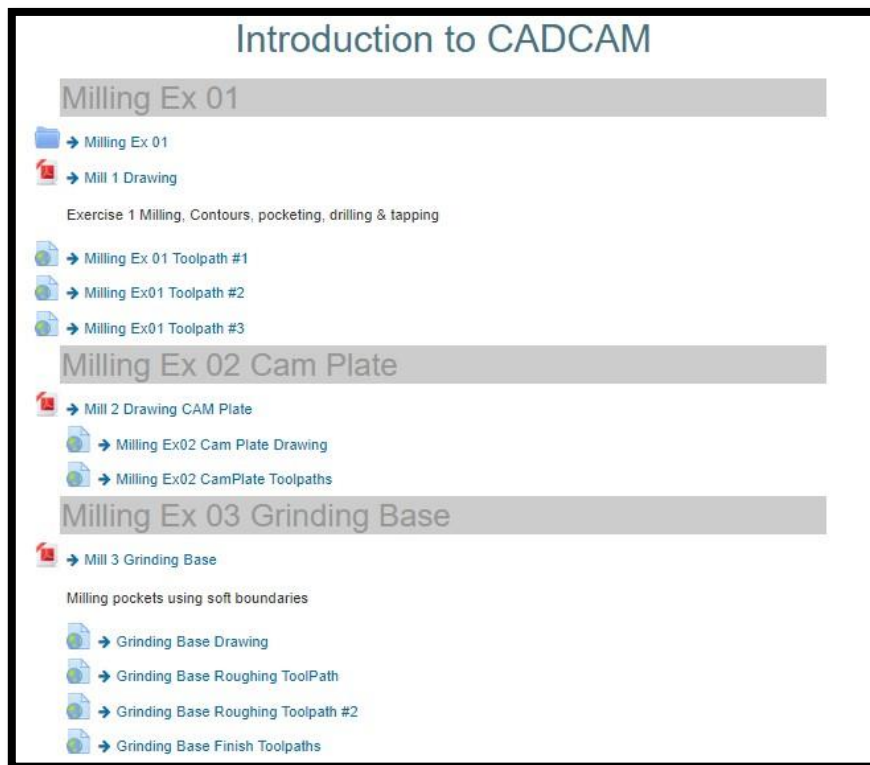 Introduction to CADCAM
Milling Ex 01
Milling Ex 01
Mill 1 Drawing
Exercise 1 Milling, Contours, pocketing, drilling & tapping
Milling Ex 01 Toolpath #1
Milling Ex01 Toolpath #2
Milling Ex01 Toolpath #3
Milling Ex 02 Cam Plate
Mill 2 Drawing CAM Plate
Milling Ex02 Cam Plate Drawing
Milling Ex02 CamPlate Toolpaths
Milling Ex 03 Grinding Base
Mill 3 Grinding Base
Milling pockets using soft boundaries
Grinding Base Drawing
Grinding Base Roughing ToolPath
Grinding Base Roughing Toolpath #2
Grinding Base Finish Toolpaths